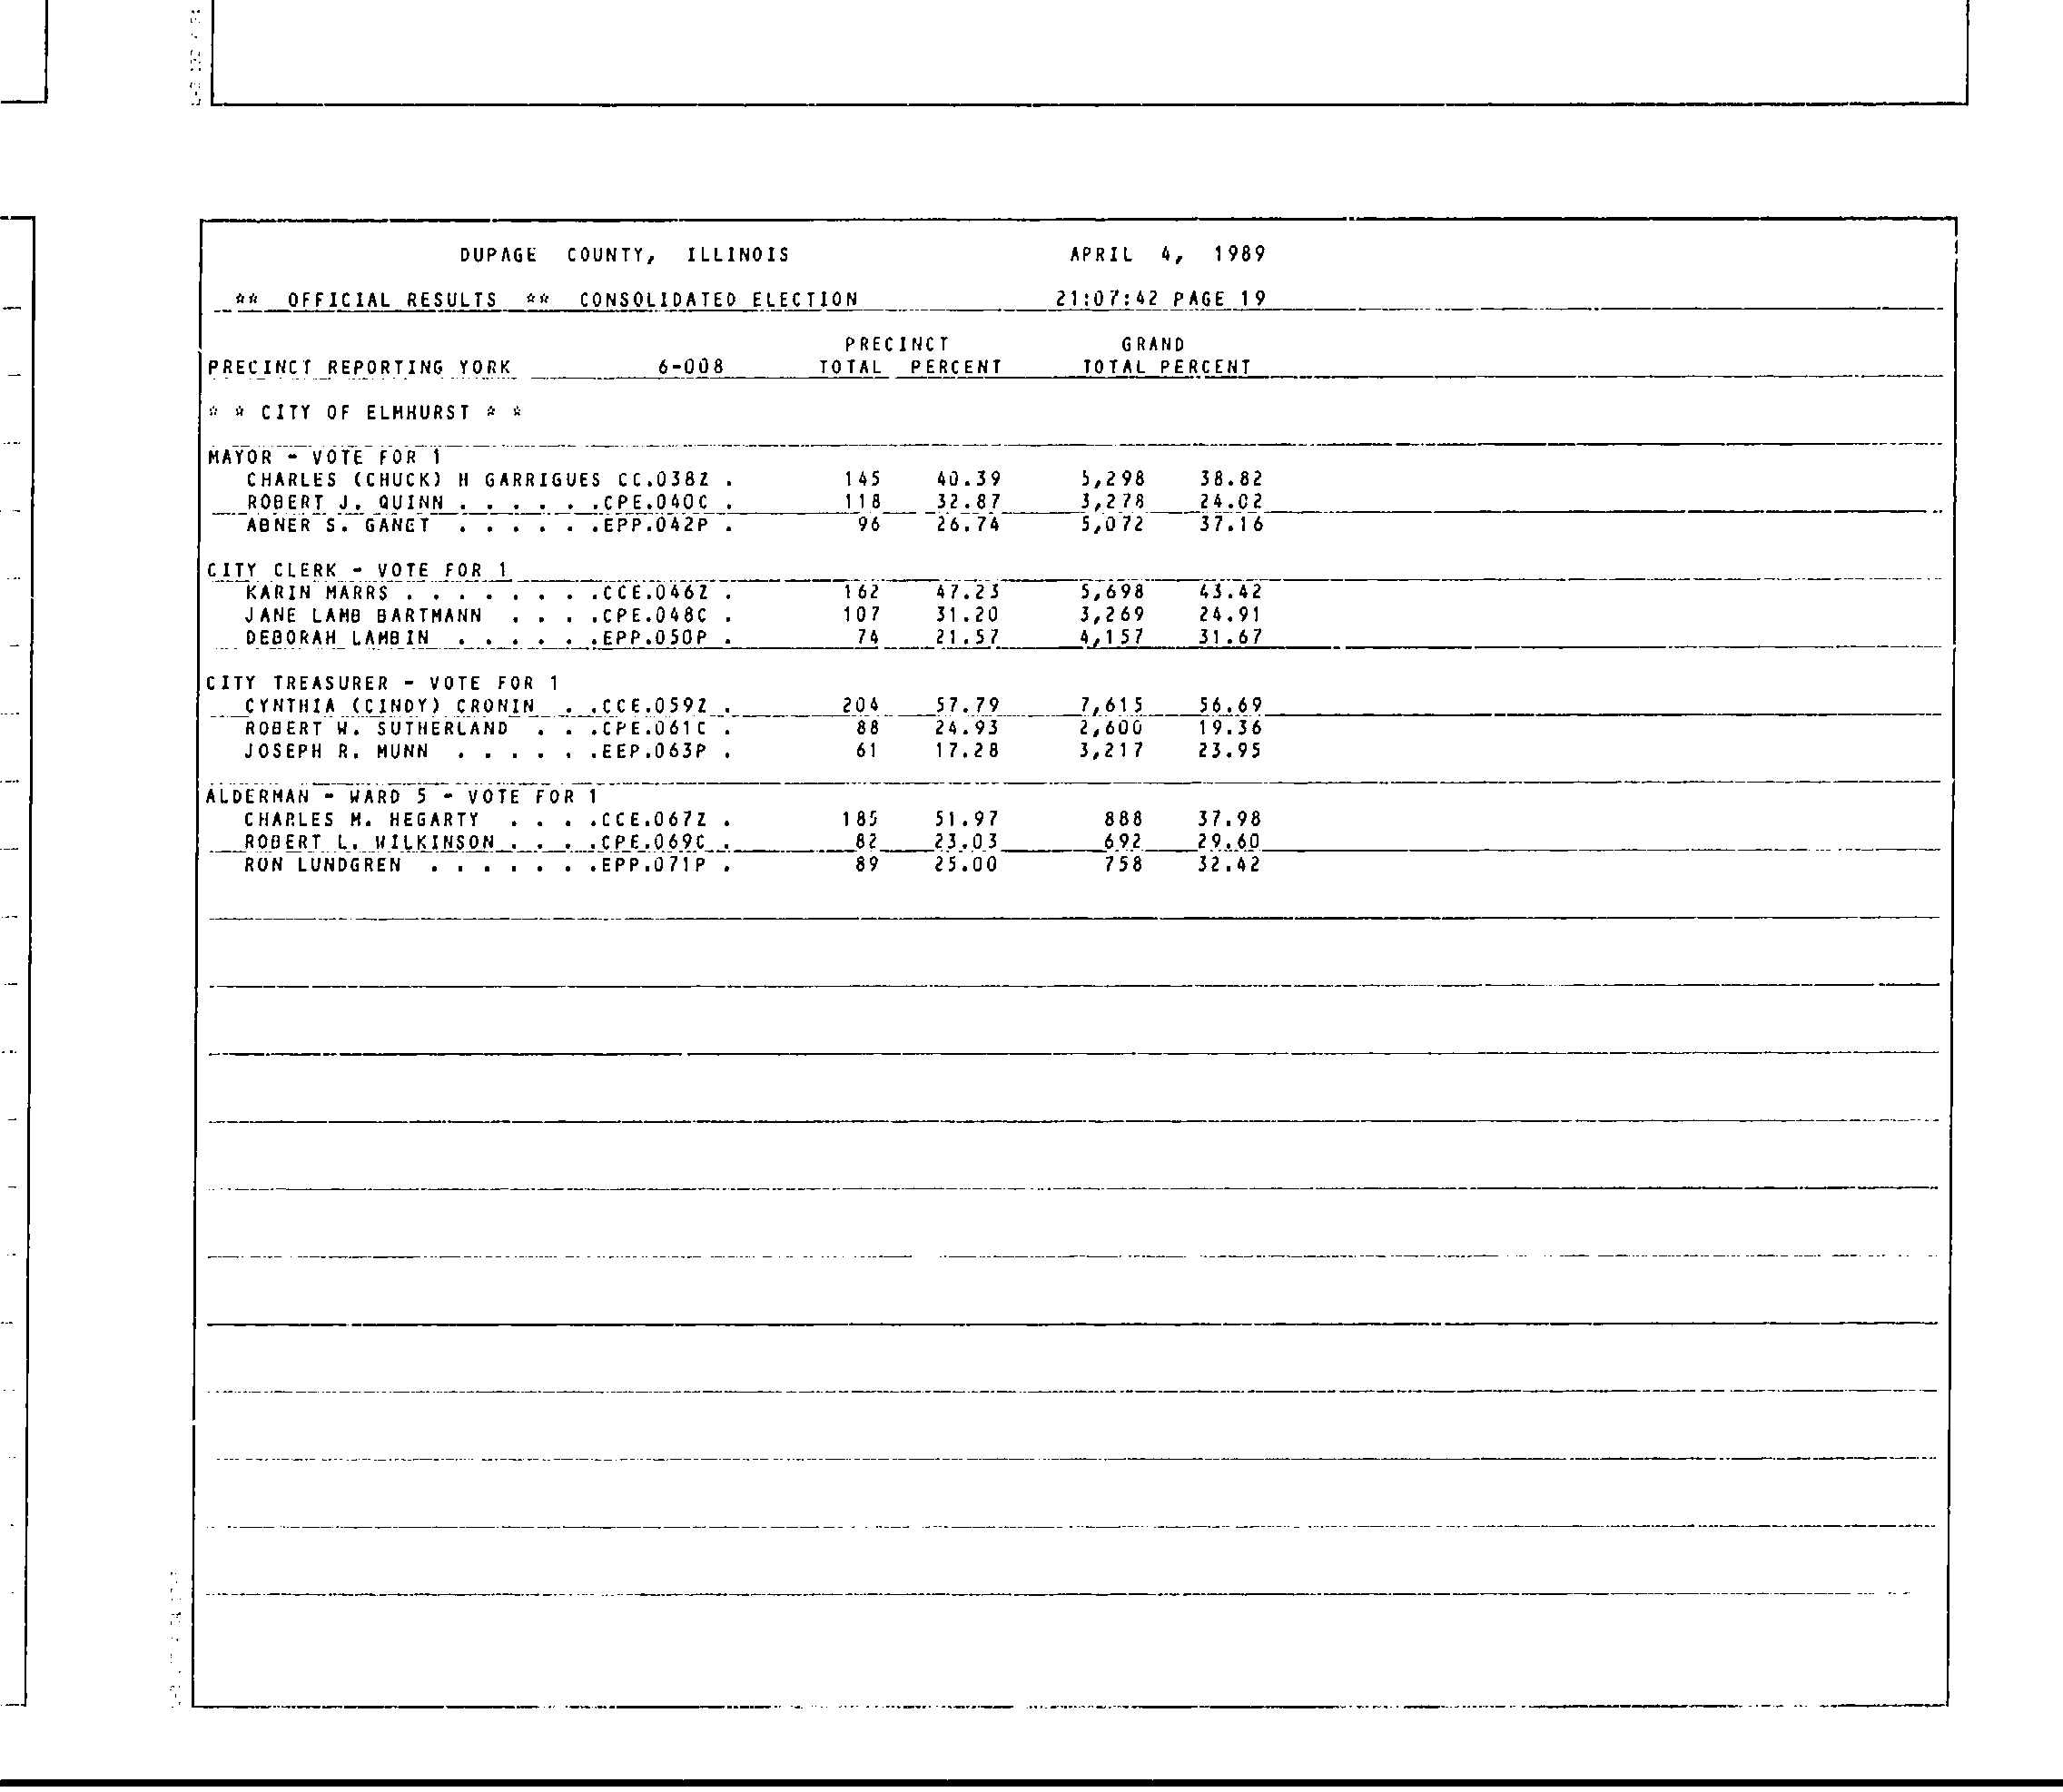 DUPAGE COUNTY, ILLINOIS APRIL 4, 1989
** OFFICIAL RESULTS ** CONSOLIDATED ELECTION 21:07:42 PAGE 19
PRECINCT GRAND
PRECINCT REPORTING YORK 6-008 TOTAL PERCENT TOTAL PERCENT
* * CITY OF ELMHURST * *
MAYOR - VOTE FOR 1
CHARLES (CHUCK) H GARRIGUES CC.038Z . 145 40.39 5,298 38.82
ROBERT J. QUINN . . . . . .CPE.040C . 118 32.87 3,278 24.02
ABNER S. GANET . . . . . .EPP.042P . 96 26.74 5,072 37.16
CITY CLERK - VOTE FOR 1
KARIN MARRS . . . . . . . .CCE.046Z . 162 47.23 5,698 43.42
JANE LAMB BARTMANN . . . .CPE.048C . 107 31.20 3,269 24.91
DEBORAH LAMBIN . . . . . .EPP.050P . 74 21.57 4,157 31.67
CITY TREASURER - VOTE FOR 1
CYNTHIA (CINDY) CRONIN . .CCE.059Z . 204 57.79 7,615 56.69
ROBERT W. SUTHERLAND . . .CPE.061C . 88 24.93 2,600 19.36
JOSEPH R. MUNN . . . . . .EEP.063P . 61 17.28 3,217 23.95
ALDERMAN - WARD 5 - VOTE FOR 1
CHARLES M. HEGARTY . . . .CCE.067Z . 185 51.97 888 37.98
ROBERT L. WILKINSON . . . .CPE.069C . 82 23.03 692 29.60
RON LUNDGREN . . . . . . .EPP.071P . 89 25.00 758 32.42